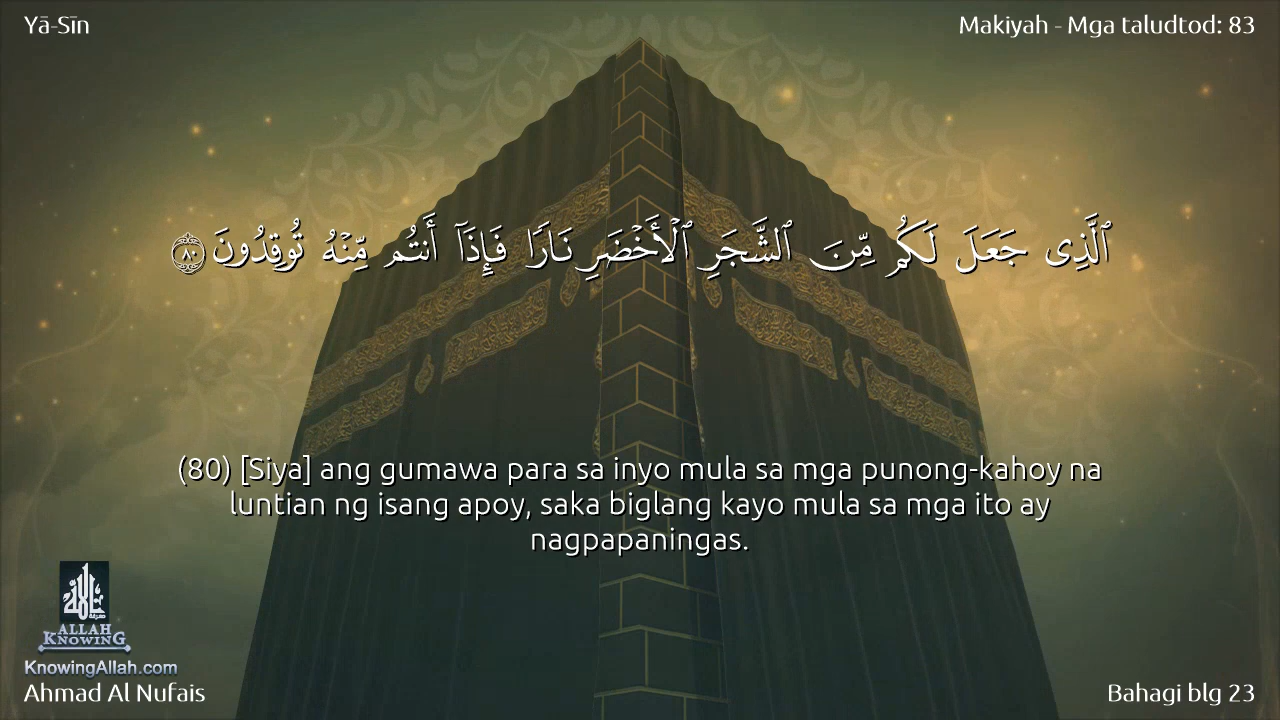 Yā-Sīn
Makiyah - Mga taludtod: 83
ٱلَّذِى جَعَلَ لَكُم مِّنَ ٱلشَّجَرِ ٱلْأَخْضَرِ نَارًا فَإِذَآ أَنتُم مِّنْهُ تُوقِدُونَ ٨٠
(80) [Siya] ang gumawa para sa inyo mula sa mga punong-kahoy na
luntian ng isang apoy, saka biglang kayo mula sa mga ito ay
nagpapaningas.
ALLAH
KNOWING
KnowingAllah.com
Ahmad Al Nufais
Bahagi blg 23